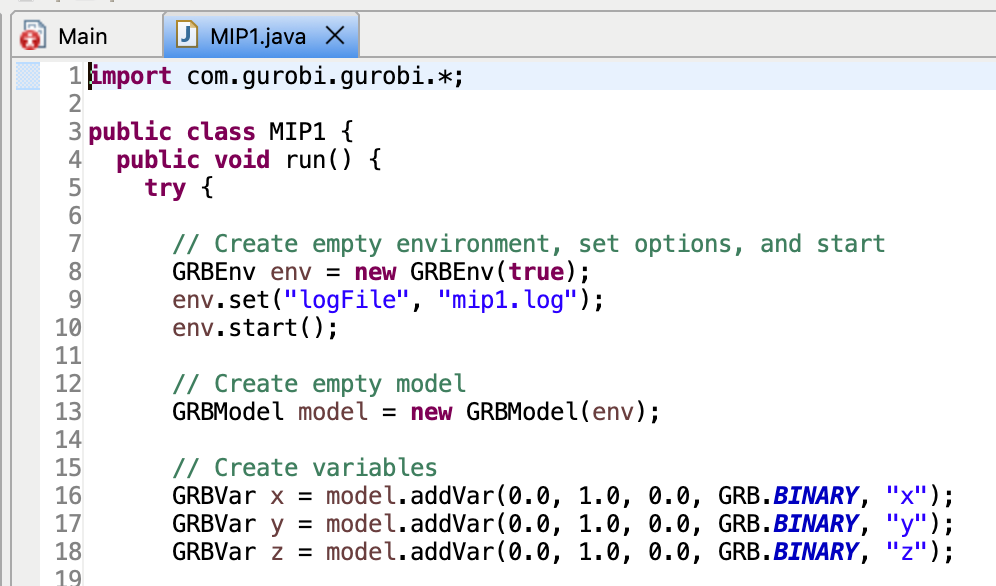 Main MIP1.java
1 import com.gurobi.gurobi.*;
2
3 public class MIP1 {
4 public void run() {
5 try {
6
7 // Create empty environment, set options, and start
8 GRBEnv env = new GRBEnv(true);
9 env.set("logFile", "mip1.log");
10 env.start();
11
12 // Create empty model
13 GRBModel model = new GRBModel(env);
14
15 // Create variables
16 GRBVar x = model.addVar(0.0, 1.0, 0.0, GRB.BINARY, "x");
17 GRBVar y = model.addVar(0.0, 1.0, 0.0, GRB.BINARY, "y");
18 GRBVar z = model.addVar(0.0, 1.0, 0.0, GRB.BINARY, "z");
19